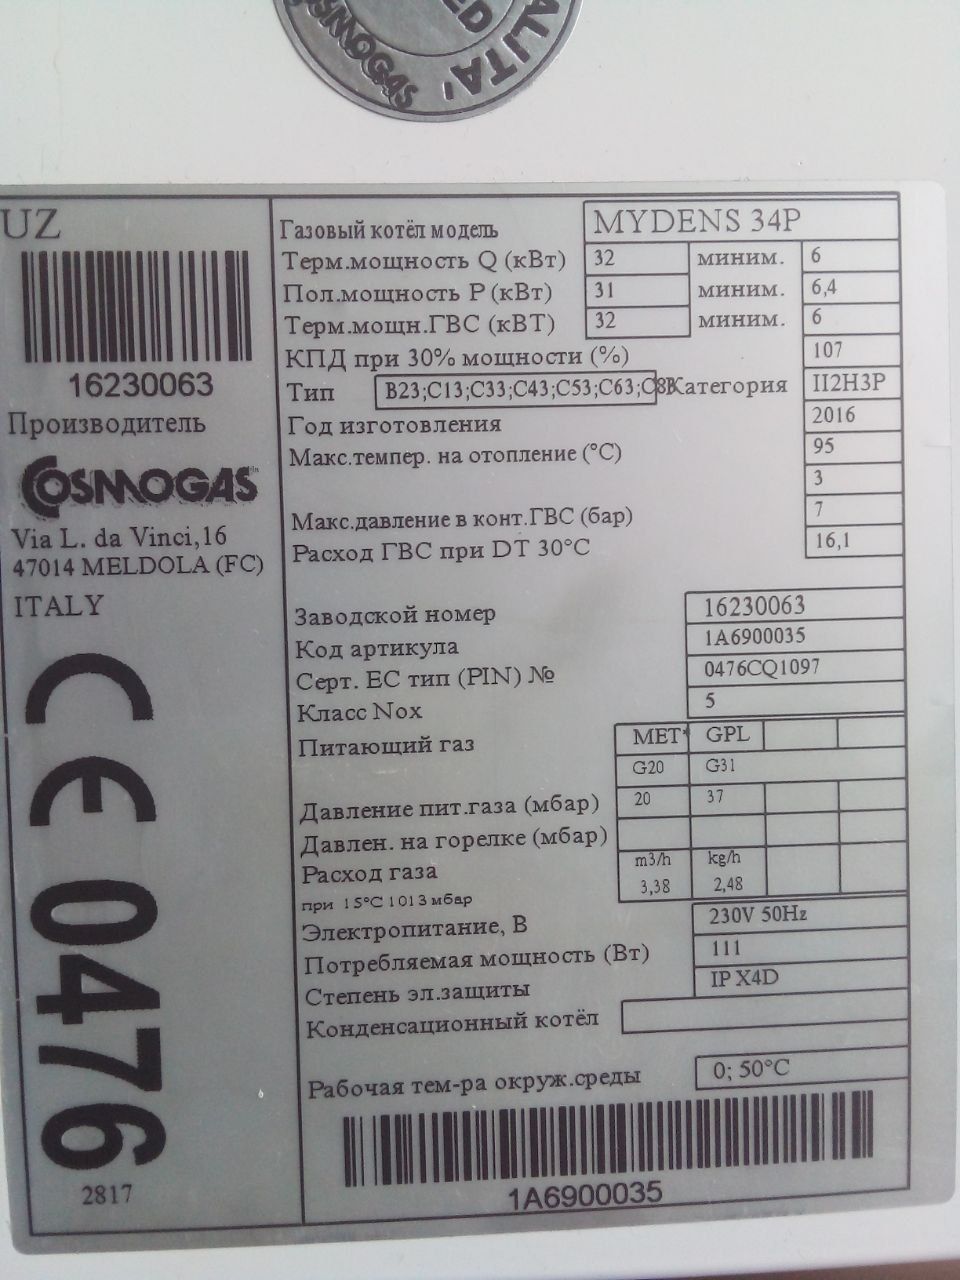 COSMOGAS
ED
ALITA'
UZ
16230063
Производитель
COSMOGAS
Via L. da Vinci,16
47014 MELDOLA (FC)
ITALY
CE 0476
2817
Газовый котёл модель MYDENS 34P
Терм.мощность Q (кВт) 32 миним. 6
Пол.мощность P (кВт) 31 миним. 6,4
Терм.мощн.ГВС (кВТ) 32 миним. 6
КПД при 30% мощности (%) 107
Тип B23;C13;C33;C43;C53;C63;C83 Категория II2H3P
Год изготовления 2016
Макс.темпер. на отопление (°C) 95
3
Макс.давление в конт.ГВС (бар) 7
Расход ГВС при DT 30°C 16,1
Заводской номер 16230063
Код артикула 1A6900035
Серт. ЕС тип (PIN) № 0476CQ1097
Класс Nox 5
Питающий газ MET* GPL
G20 G31
Давление пит.газа (мбар) 20 37
Давлен. на горелке (мбар)
Расход газа m3/h kg/h
при 15°C 1013 мбар 3,38 2,48
Электропитание, В 230V 50Hz
Потребляемая мощность (Вт) 111
Степень эл.защиты IP X4D
Конденсационный котёл
Рабочая тем-ра окруж.среды 0; 50°C
1A6900035